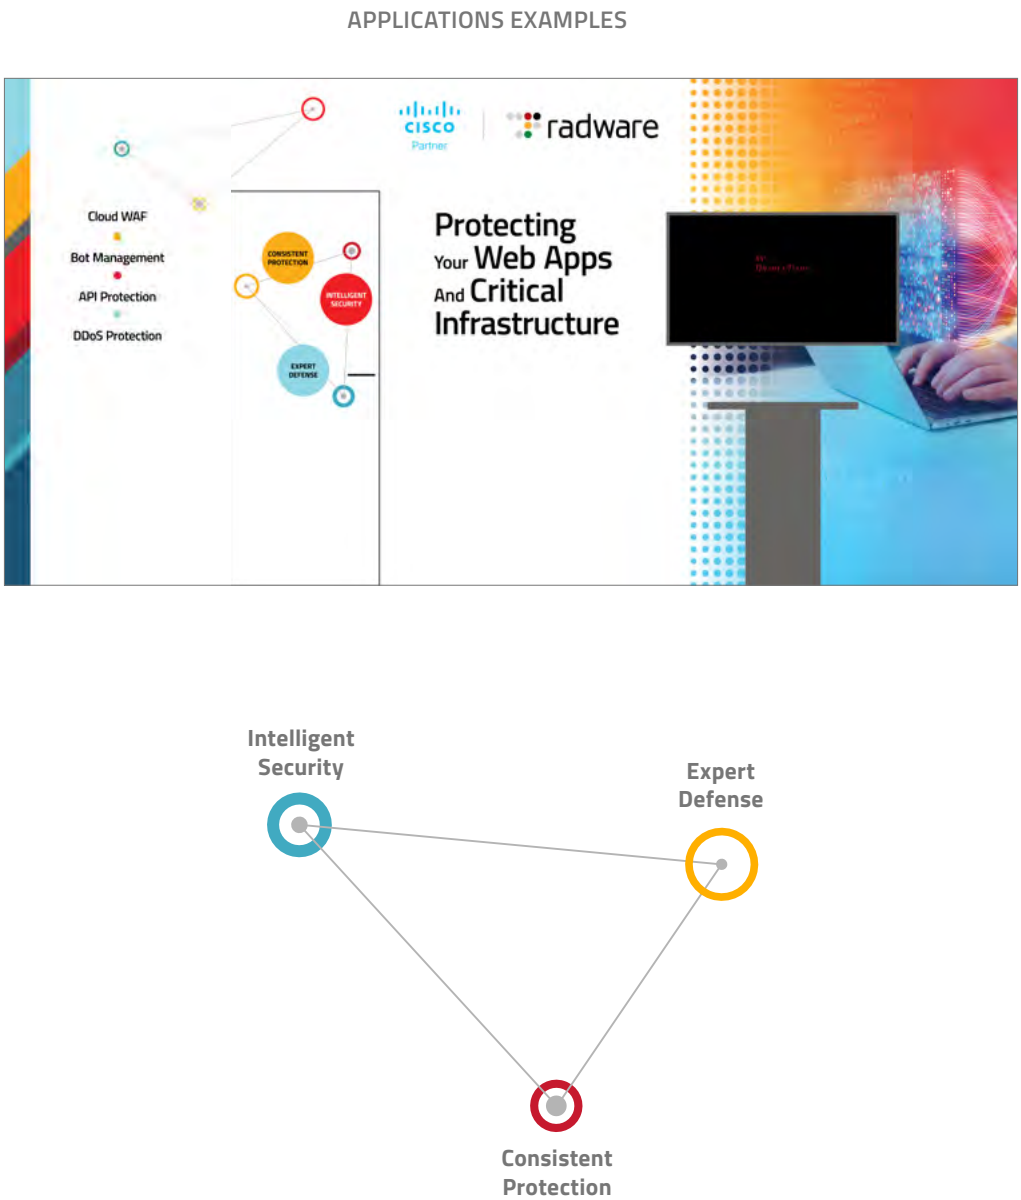 APPLICATIONS EXAMPLES
CISCO
Partner
radware
Cloud WAF
Bot Management
API Protection
DDoS Protection
CONSISTENT
PROTECTION
INTELLIGENT
SECURITY
EXPERT
DEFENSE
Protecting
Your Web Apps
And Critical
Infrastructure
Intelligent
Security
Expert
Defense
Consistent
Protection